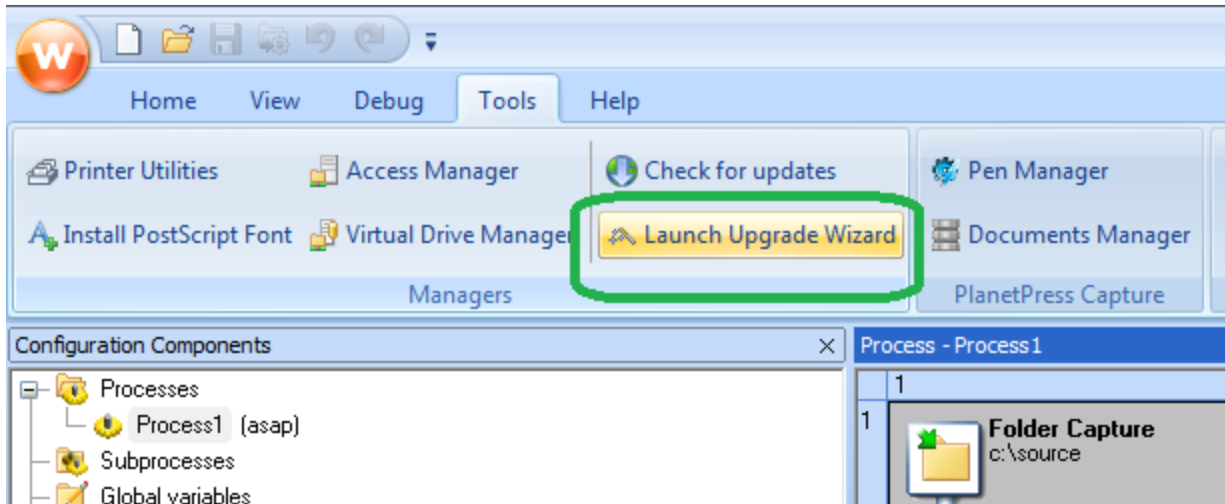 W
Home View Debug Tools Help
Printer Utilities Access Manager Check for updates Pen Manager
Install PostScript Font Virtual Drive Manager Launch Upgrade Wizard Documents Manager
Managers PlanetPress Capture
Configuration Components Process - Process1
Processes 1
Process1 (asap) 1 Folder Capture
c:\source
Subprocesses
Global variables